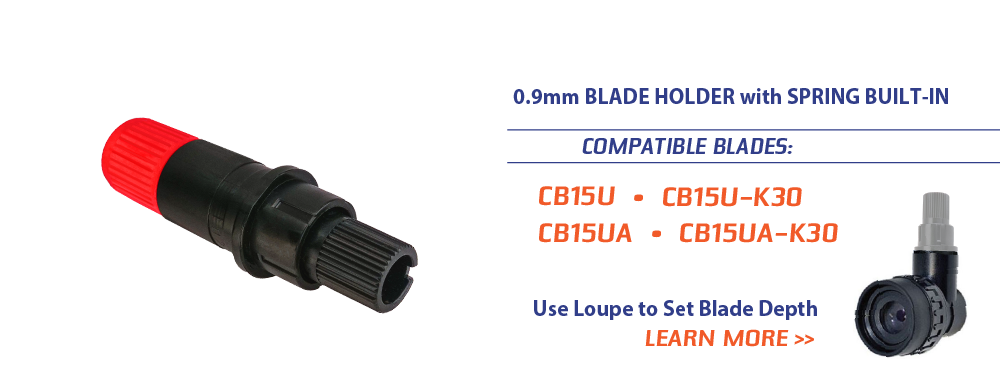 0.9mm BLADE HOLDER with SPRING BUILT-IN
COMPATIBLE BLADES:
CB15U • CB15U-K30
CB15UA • CB15UA-K30
Use Loupe to Set Blade Depth
LEARN MORE >>